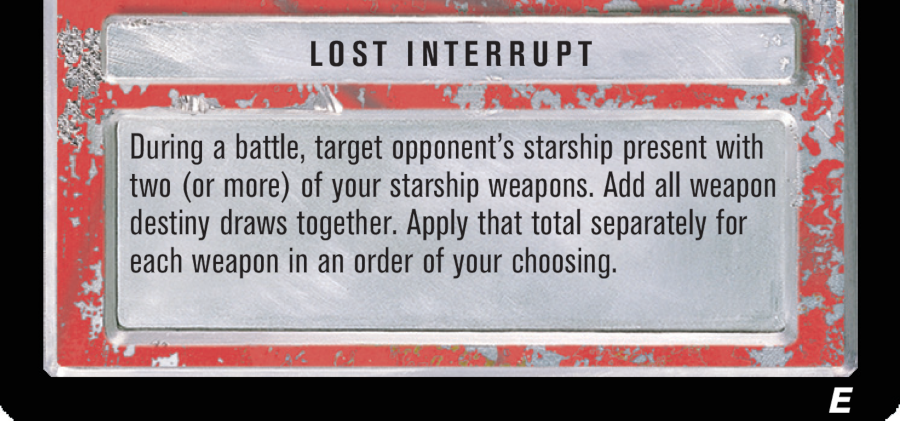 LOST INTERRUPT
During a battle, target opponent's starship present with
two (or more) of your starship weapons. Add all weapon
destiny draws together. Apply that total separately for
each weapon in an order of your choosing.
E